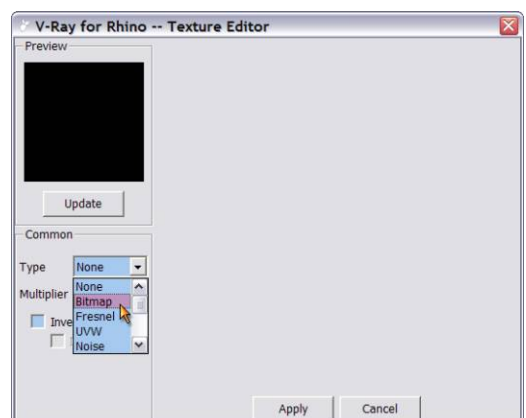 V-Ray for Rhino -- Texture Editor
Preview
Update
Common
Type None
None
Multiplier
Bitmap
Fresnel
Inve
UVW
Noise
Apply Cancel